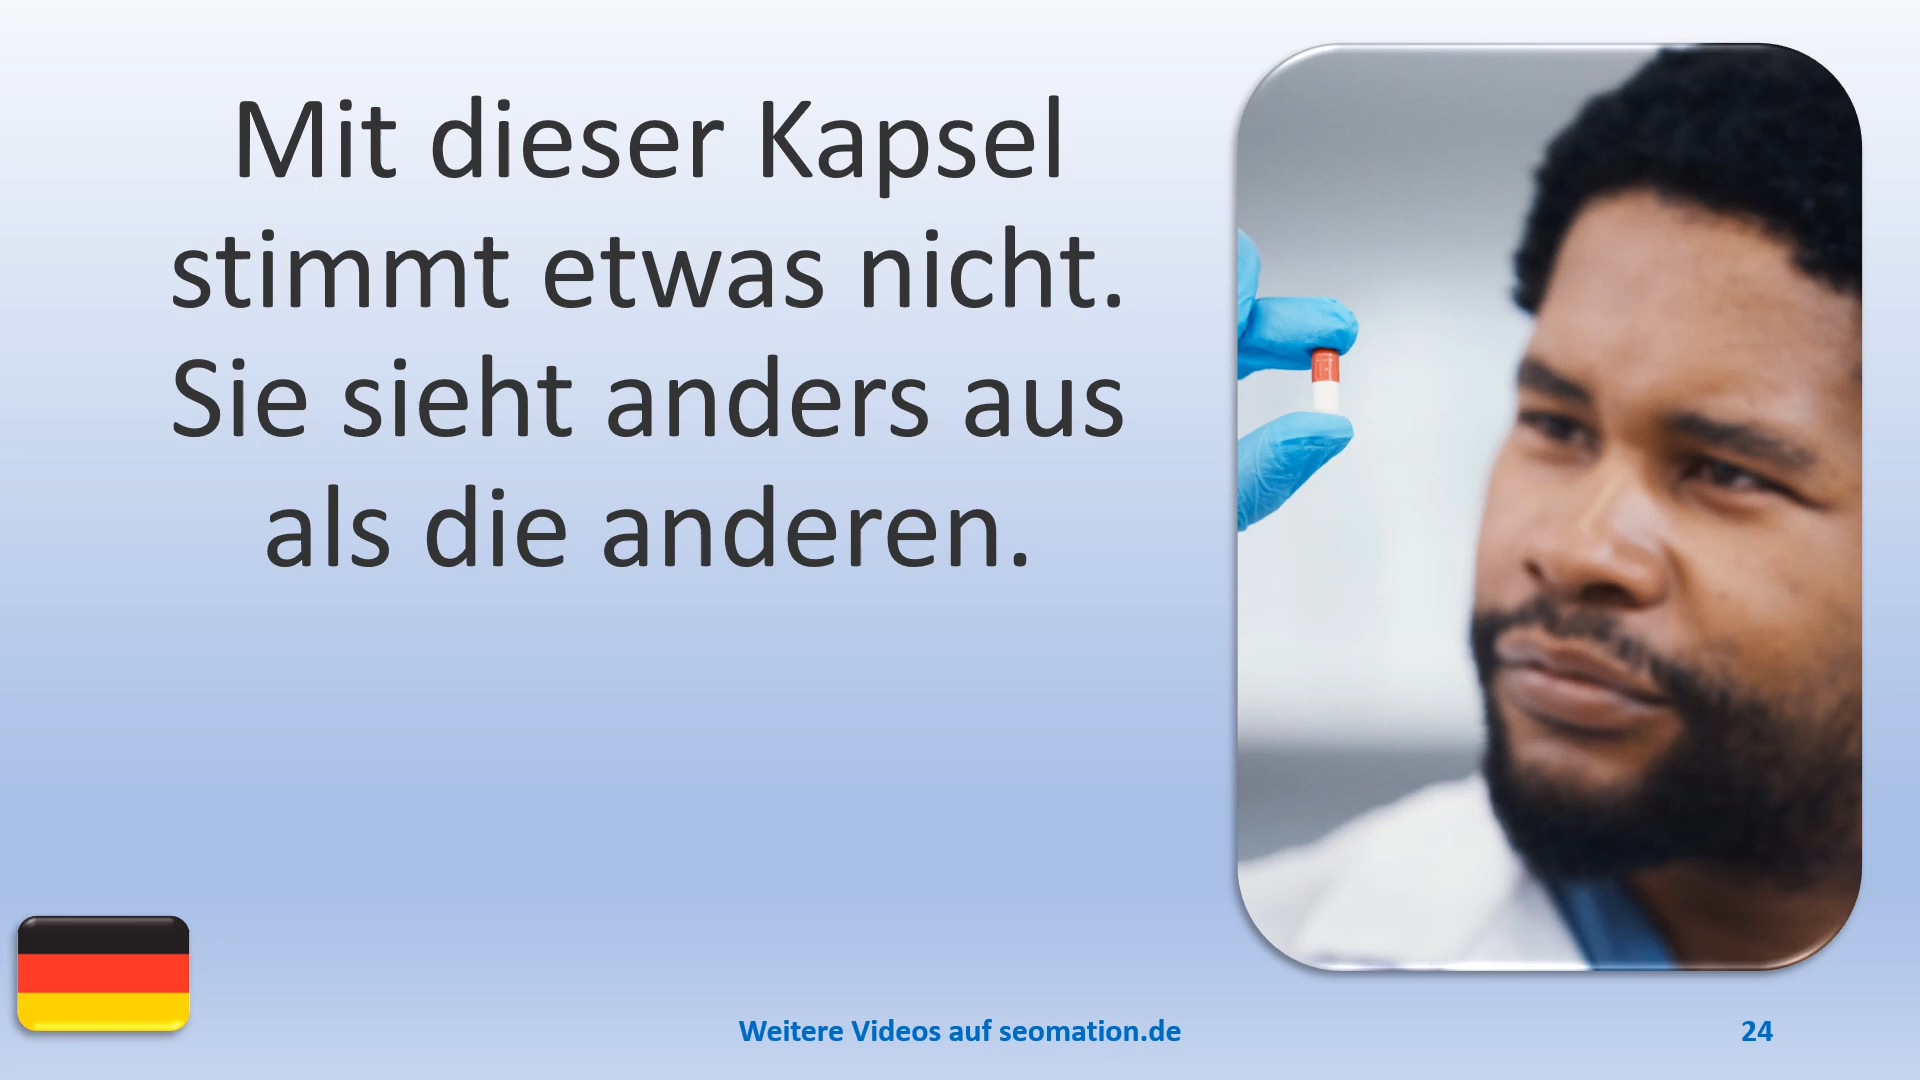 Mit dieser Kapsel
stimmt etwas nicht.
Sie sieht anders aus
als die anderen.
Weitere Videos auf seomation.de
24